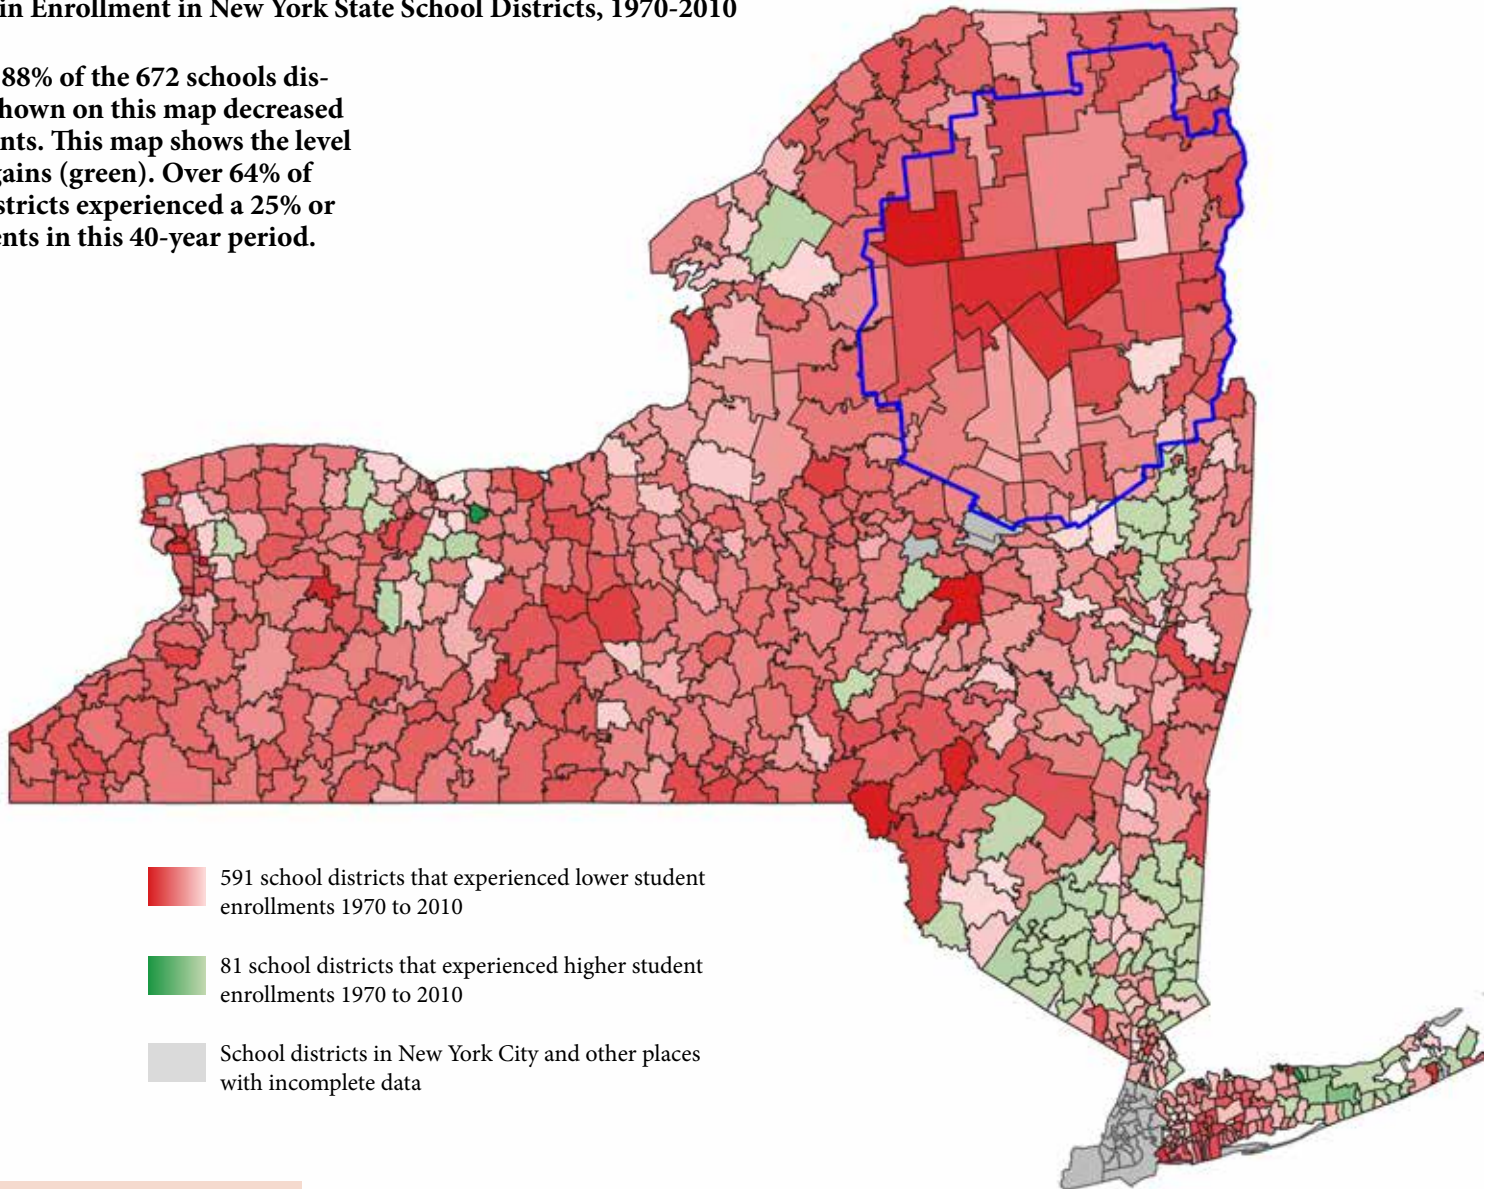 in Enrollment in New York State School Districts, 1970-2010
88% of the 672 schools dis-
hown on this map decreased
nts. This map shows the level
gains (green). Over 64% of
stricts experienced a 25% or
ents in this 40-year period.
591 school districts that experienced lower student
enrollments 1970 to 2010
81 school districts that experienced higher student
enrollments 1970 to 2010
School districts in New York City and other places
with incomplete data